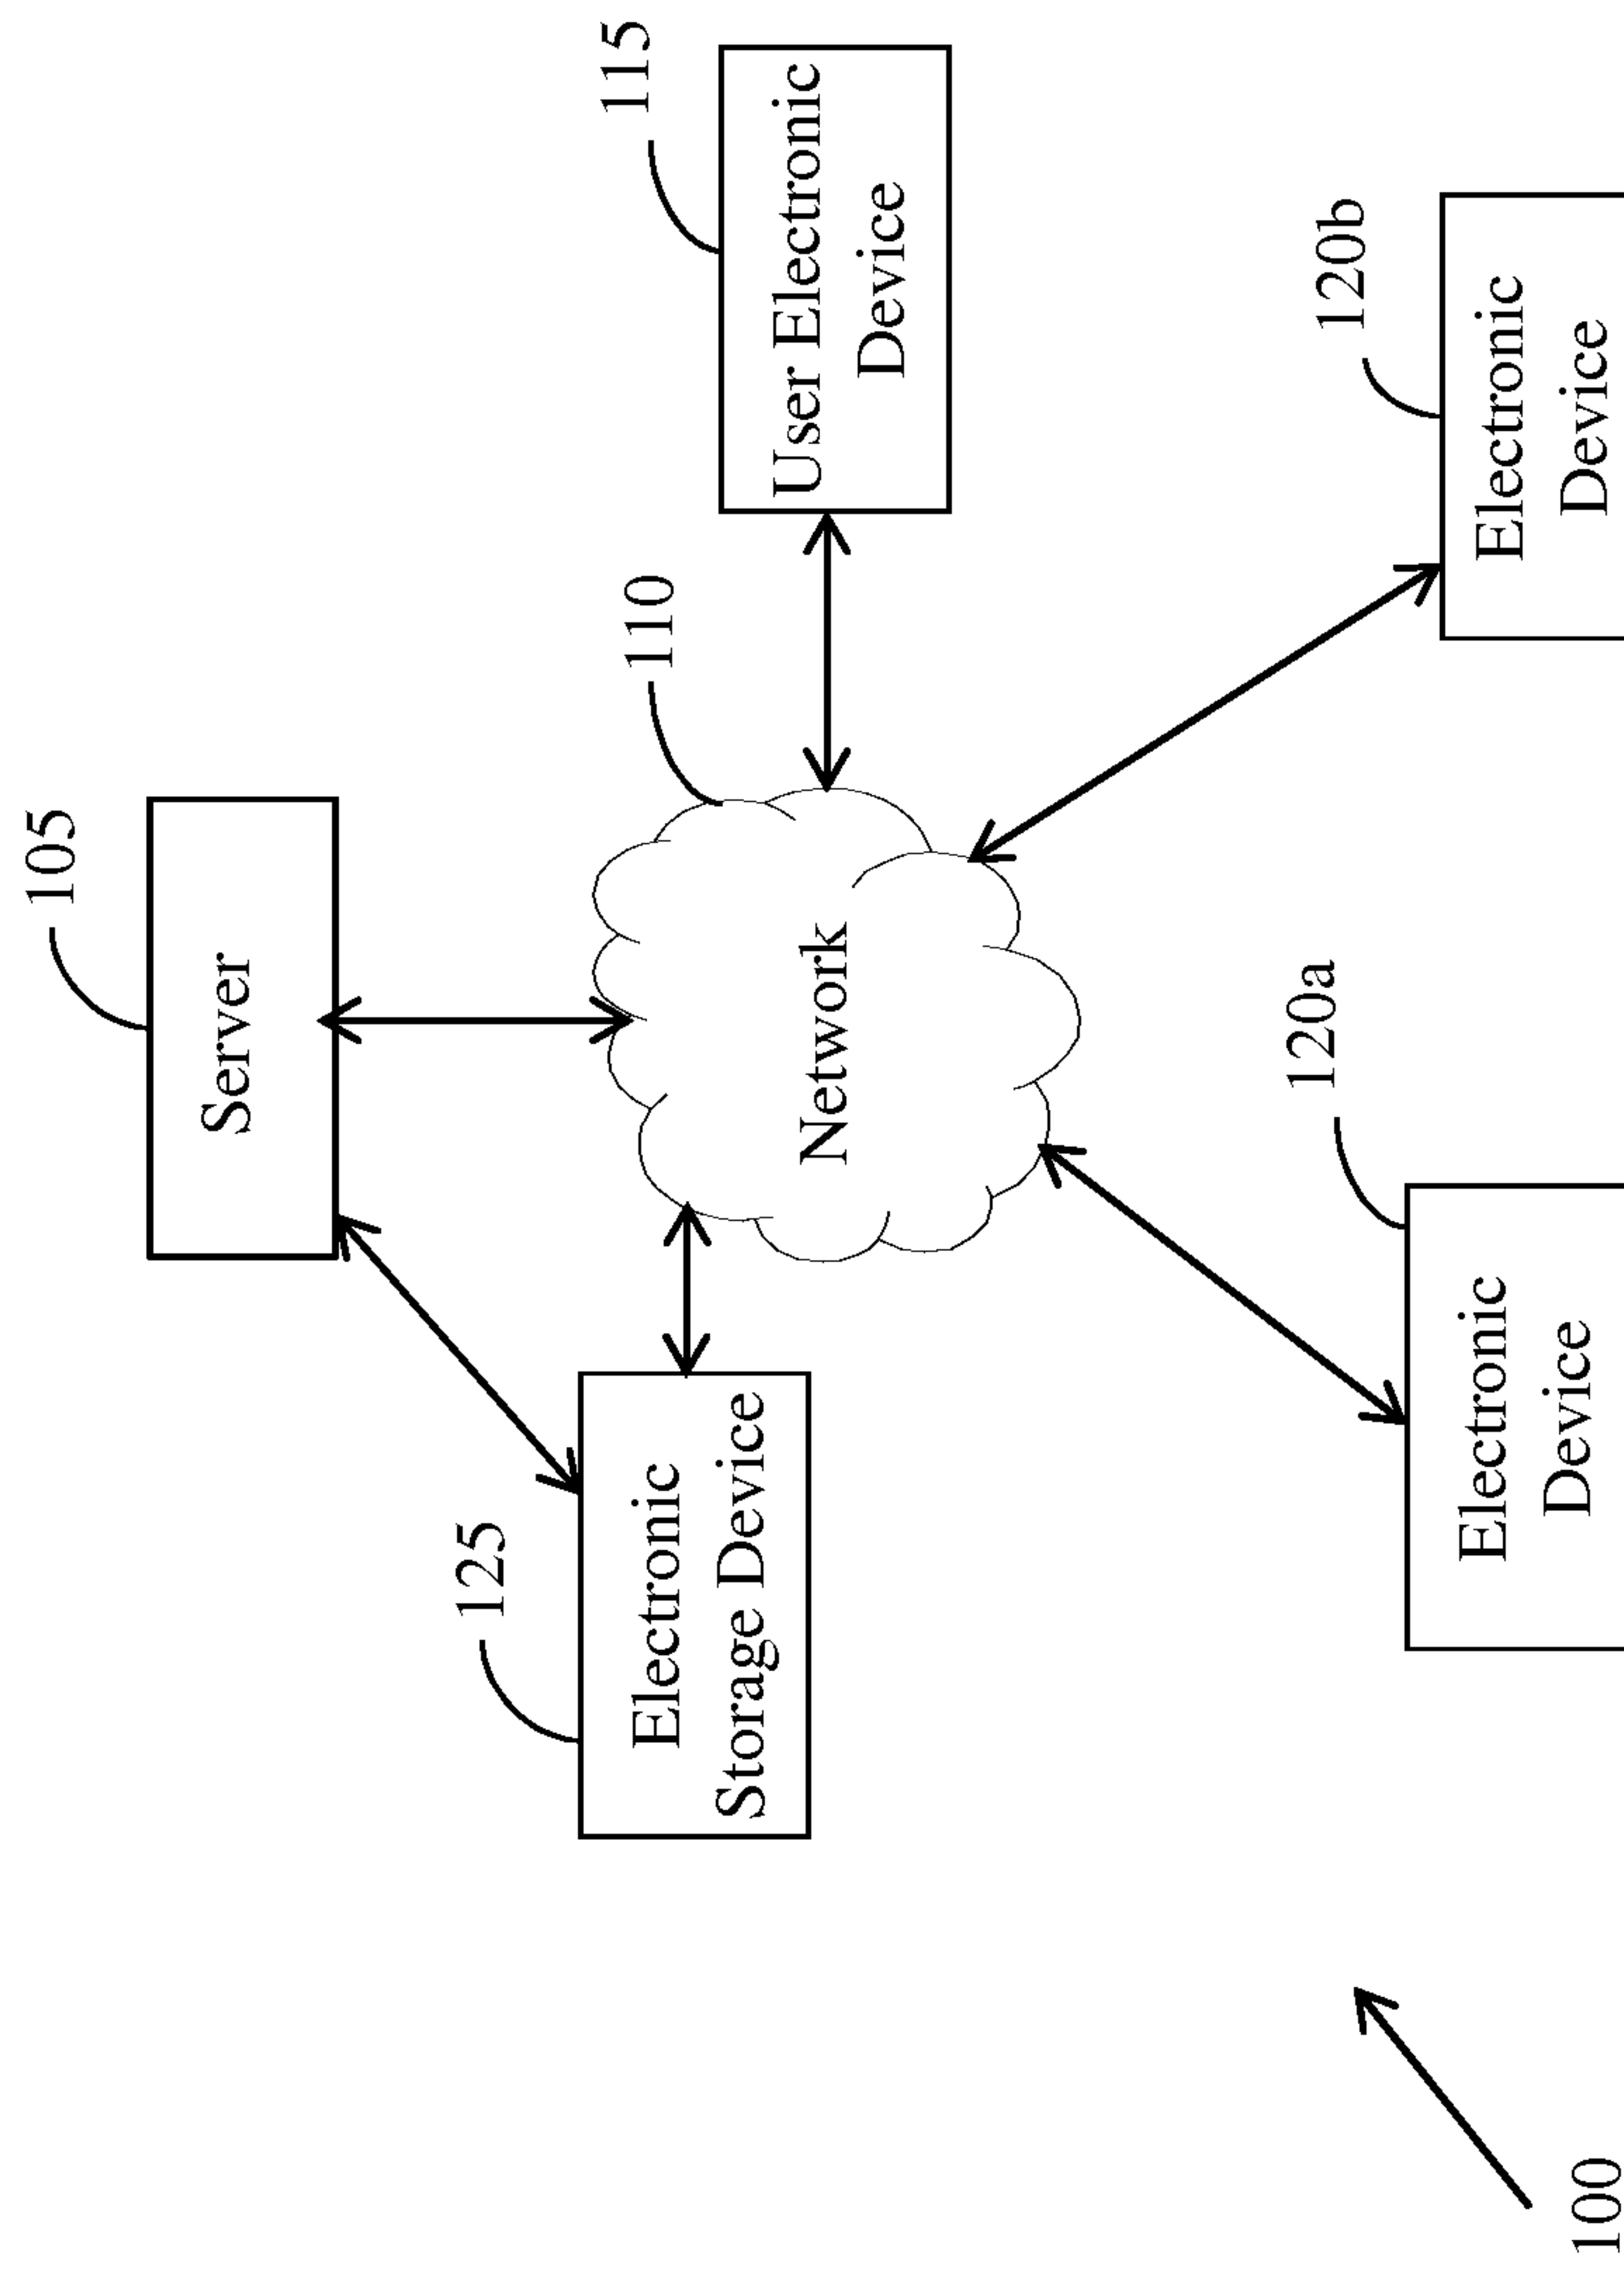 105
Server
125
110
115
Electronic
Storage Device
Network
User Electronic
Device
120a
120b
Electronic
Device
Electronic
Device
100